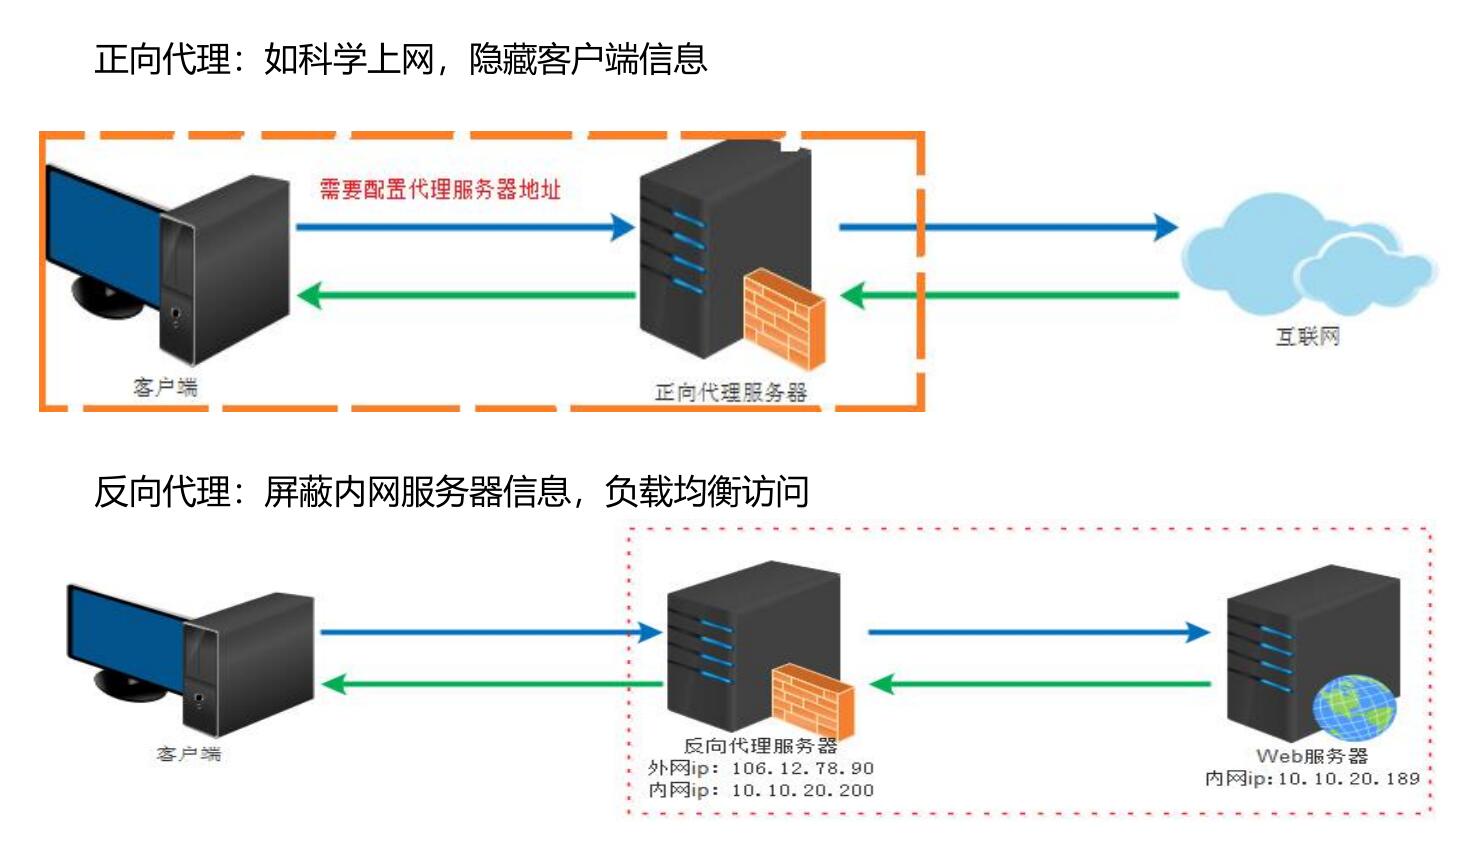 正向代理：如科学上网，隐藏客户端信息
需要配置代理服务器地址
客户端
正向代理服务器
互联网
反向代理：屏蔽内网服务器信息，负载均衡访问
客户端
反向代理服务器
外网ip：106.12.78.90
内网ip：10.10.20.200
Web服务器
内网ip:10.10.20.189